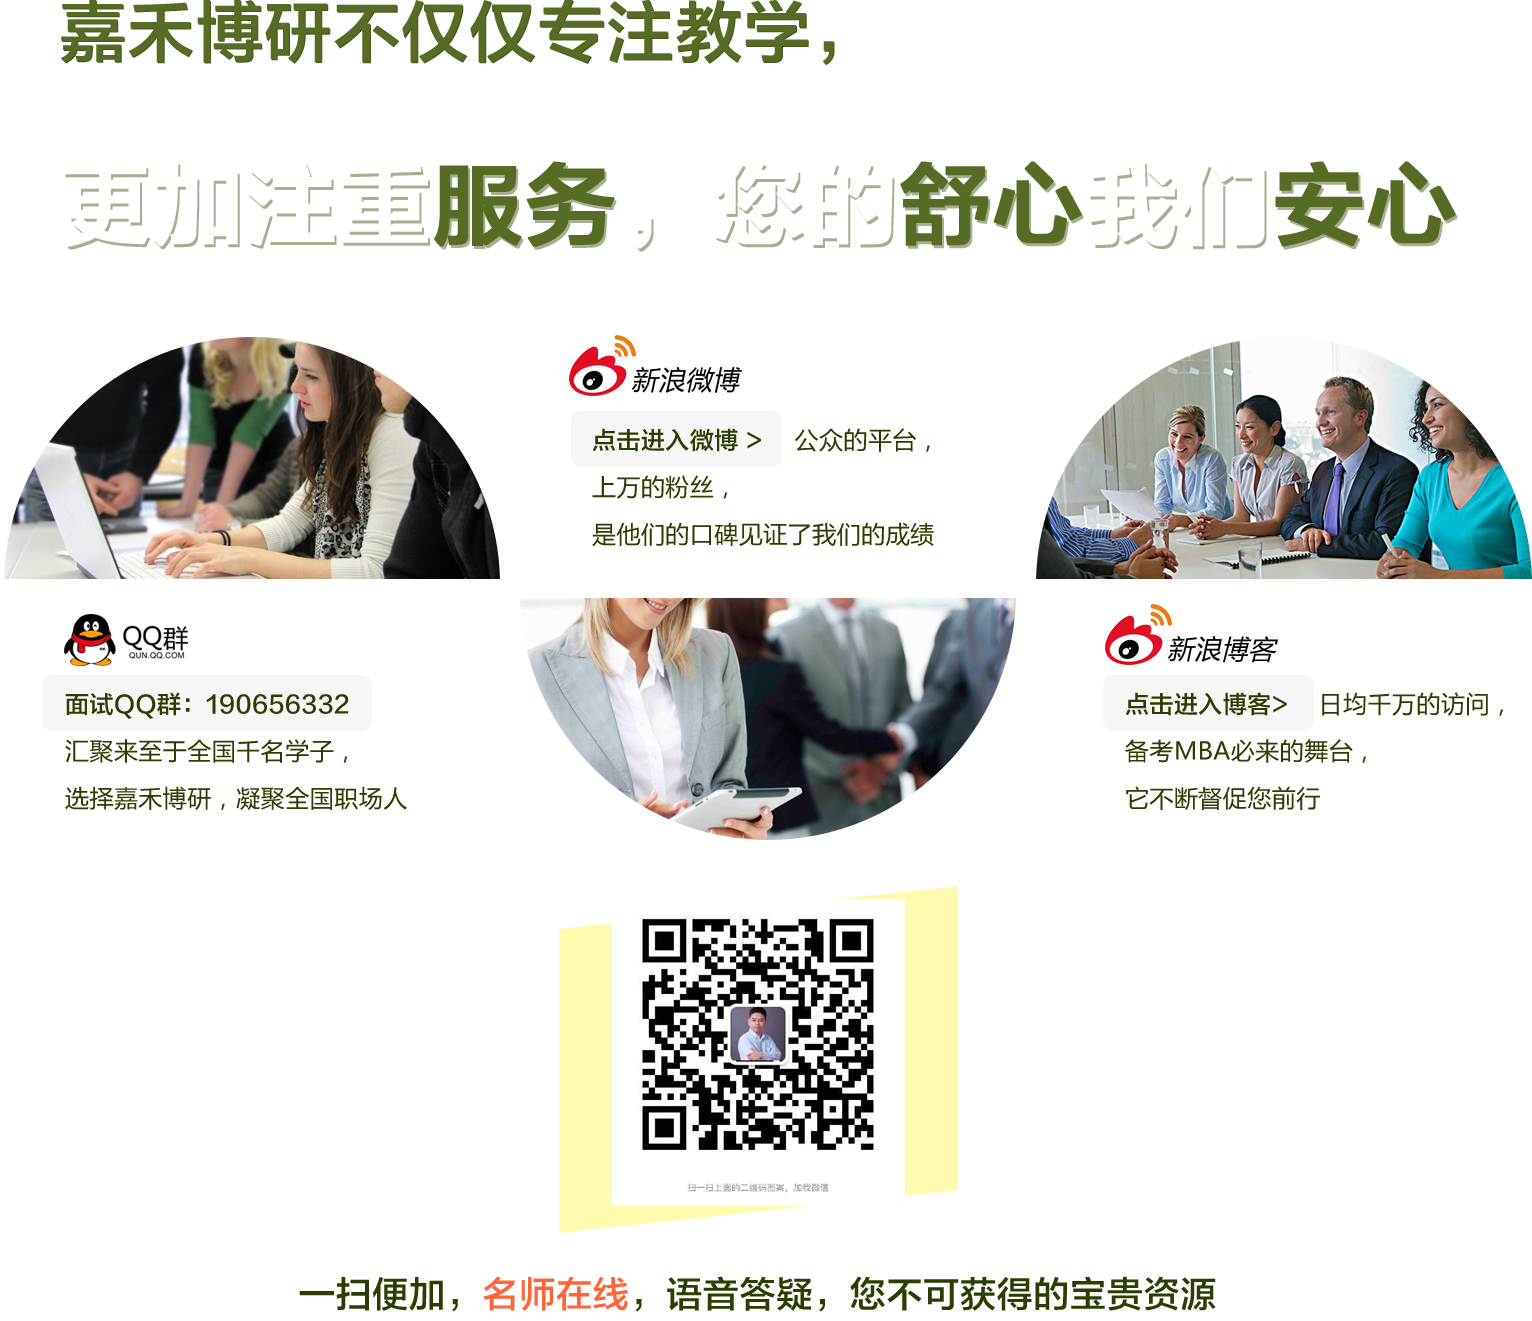 嘉禾博研不仅仅专注教学，
更加注重服务，您的舒心我们安心
新浪微博
点击进入微博 > 公众的平台，
上万的粉丝，
是他们的口碑见证了我们的成绩
QQ群
QUN.QQ.COM
面试QQ群：190656332
汇聚来至于全国千名学子，
选择嘉禾博研，凝聚全国职场人
新浪博客
点击进入博客> 日均千万的访问，
备考MBA必来的舞台，
它不断督促您前行
扫一扫上面的二维码图案，加我微信
一扫便加，名师在线，语音答疑，您不可获得的宝贵资源